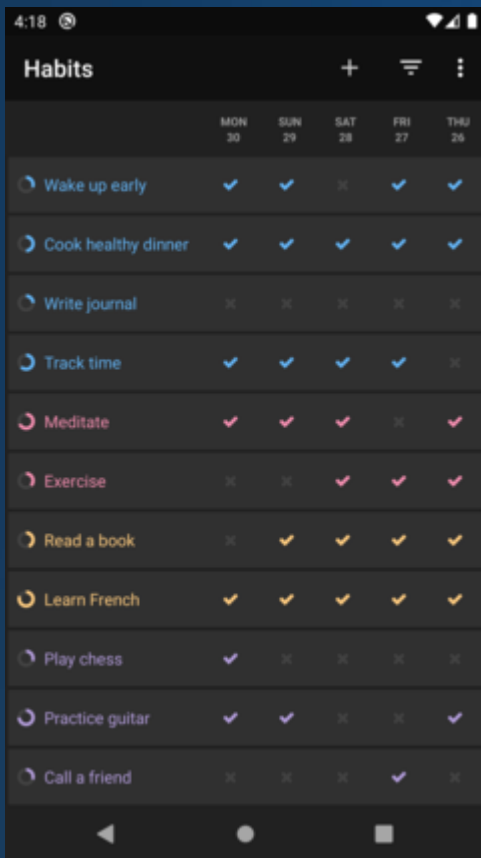 4:18
Habits
MON SUN SAT FRI THU
30 29 28 27 26
Wake up early
Cook healthy dinner
Write journal
Track time
Meditate
Exercise
Read a book
Learn French
Play chess
Practice guitar
Call a friend